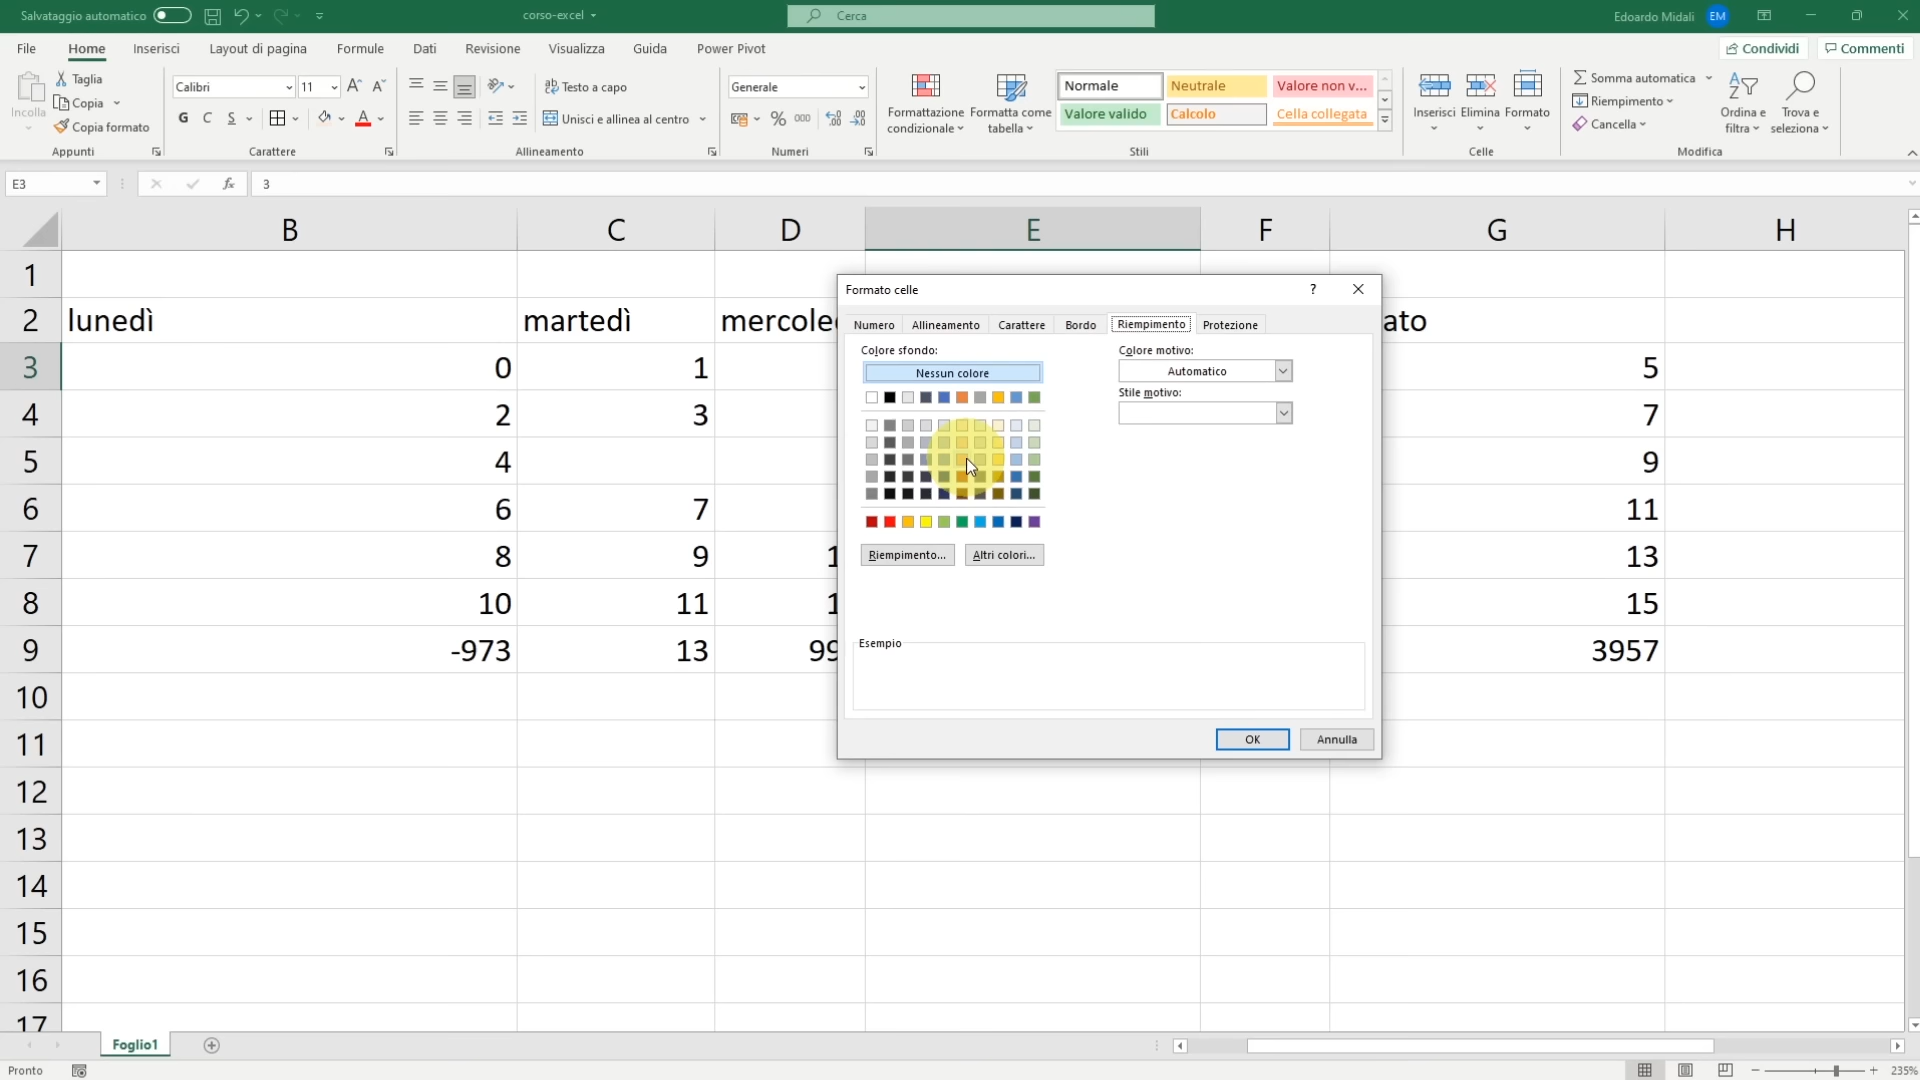 Salvataggio automatico
corso-excel
Cerca
Edoardo Midali
EM
File
Home
Inserisci
Layout di pagina
Formule
Dati
Revisione
Visualizza
Guida
Power Pivot
Condividi
Commenti
Incolla
Taglia
Copia
Copia formato
Appunti
Calibri
11
G C S
Carattere
Testo a capo
Unisci e allinea al centro
Allineamento
Generale
% 000
Numeri
Formattazione
condizionale
Formatta come
tabella
Normale
Neutrale
Valore non v...
Valore valido
Calcolo
Cella collegata
Stili
Inserisci
Elimina
Formato
Celle
Somma automatica
Riempimento
Cancella
Ordina e
filtra
Trova e
seleziona
Modifica
E3
fx
3
B C D E F G H
1
2 lunedì martedì
3 0 1 5
4 2 3 7
5 4 9
6 6 7 11
7 8 9 13
8 10 11 15
9 -973 13 3957
10
11
12
13
14
15
16
17
Formato celle
?
Numero
Allineamento
Carattere
Bordo
Riempimento
Protezione
Colore sfondo:
Nessun colore
Colore motivo:
Automatico
Stile motivo:
Riempimento...
Altri colori...
Esempio
OK
Annulla
Foglio1
Pronto
235%